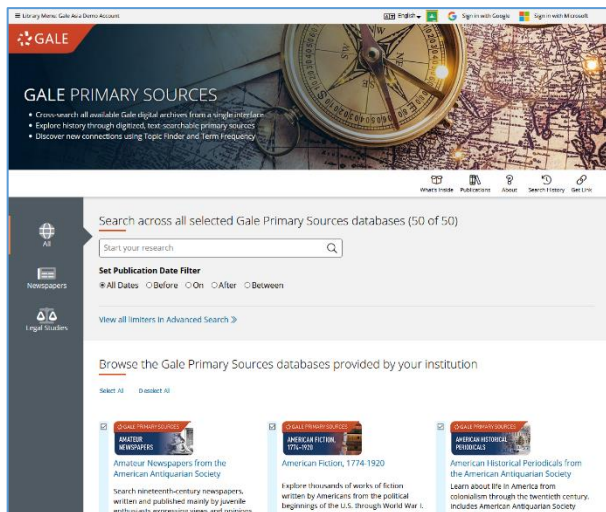 Library Menu: Gale Asia Demo Account
English
Sign in with Google
Sign in with Microsoft
GALE
GALE PRIMARY SOURCES
• Cross-search all available Gale digital archives from a single interface
• Explore history through digitized, text-searchable primary sources
• Discover new connections using Topic Finder and Term Frequency
What's Inside
Publications
About
Search History
Get Link
All
Newspapers
Legal Studies
Search across all selected Gale Primary Sources databases (50 of 50)
Start your research
Set Publication Date Filter
All Dates Before On After Between
View all limiters in Advanced Search »
Browse the Gale Primary Sources databases provided by your institution
Select All Deselect All
GALE PRIMARY SOURCES
AMATEUR
NEWSPAPERS
Amateur Newspapers from the
American Antiquarian Society
Search nineteenth-century newspapers,
written and published mainly by juvenile
enthusiasts expressing views and opinions
GALE PRIMARY SOURCES
AMERICAN FICTION,
1774-1920
American Fiction, 1774-1920
Explore thousands of works of fiction
written by Americans from the political
beginnings of the U.S. through World War I.
GALE PRIMARY SOURCES
AMERICAN HISTORICAL
PERIODICALS
American Historical Periodicals from
the American Antiquarian Society
Learn about life in America from
colonialism through the twentieth century.
Includes American Antiquarian Society